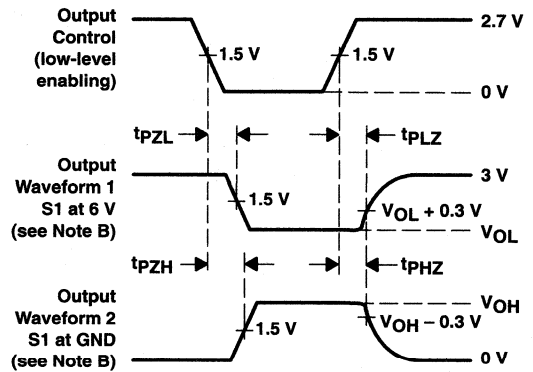 Output
Control
(low-level
enabling)
2.7 V
1.5 V
1.5 V
0 V
tPZL
tPLZ
Output
Waveform 1
S1 at 6 V
(see Note B)
3 V
1.5 V
VOL + 0.3 V
VOL
tPZH
tPHZ
Output
Waveform 2
S1 at GND
(see Note B)
VOH
1.5 V
VOH − 0.3 V
0 V